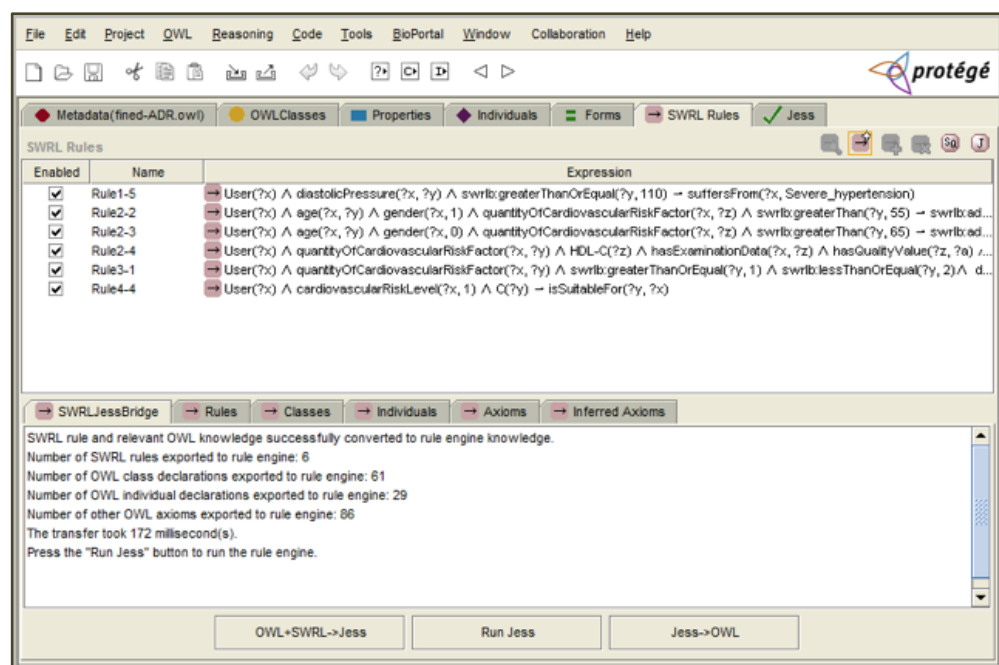 File Edit Project OWL Reasoning Code Tools BioPortal Window Collaboration Help
protégé
Metadata(fined-ADR.owl) OWLClasses Properties Individuals Forms → SWRL Rules Jess
SWRL Rules
Enabled Name Expression
Rule1-5 → User(?x) ∧ diastolicPressure(?x, ?y) ∧ swrlb:greaterThanOrEqual(?y, 110) → suffersFrom(?x, Severe_hypertension)
Rule2-2 → User(?x) ∧ age(?x, ?y) ∧ gender(?x, 1) ∧ quantityOfCardiovascularRiskFactor(?x, ?z) ∧ swrlb:greaterThan(?y, 55) → swrlb:ad...
Rule2-3 → User(?x) ∧ age(?x, ?y) ∧ gender(?x, 0) ∧ quantityOfCardiovascularRiskFactor(?x, ?z) ∧ swrlb:greaterThan(?y, 65) → swrlb:ad...
Rule2-4 → User(?x) ∧ quantityOfCardiovascularRiskFactor(?x, ?y) ∧ HDL-C(?z) ∧ hasExaminationData(?x, ?z) ∧ hasQualityValue(?z, ?a) ...
Rule3-1 → User(?x) ∧ quantityOfCardiovascularRiskFactor(?x, ?y) ∧ swrlb:greaterThanOrEqual(?y, 1) ∧ swrlb:lessThanOrEqual(?y, 2)∧ d...
Rule4-4 → User(?x) ∧ cardiovascularRiskLevel(?x, 1) ∧ C(?y) → isSuitableFor(?y, ?x)
→ SWRLJessBridge → Rules → Classes → Individuals → Axioms → Inferred Axioms
SWRL rule and relevant OWL knowledge successfully converted to rule engine knowledge.
Number of SWRL rules exported to rule engine: 6
Number of OWL class declarations exported to rule engine: 61
Number of OWL individual declarations exported to rule engine: 29
Number of other OWL axioms exported to rule engine: 86
The transfer took 172 millisecond(s).
Press the "Run Jess" button to run the rule engine.
OWL+SWRL->Jess Run Jess Jess->OWL